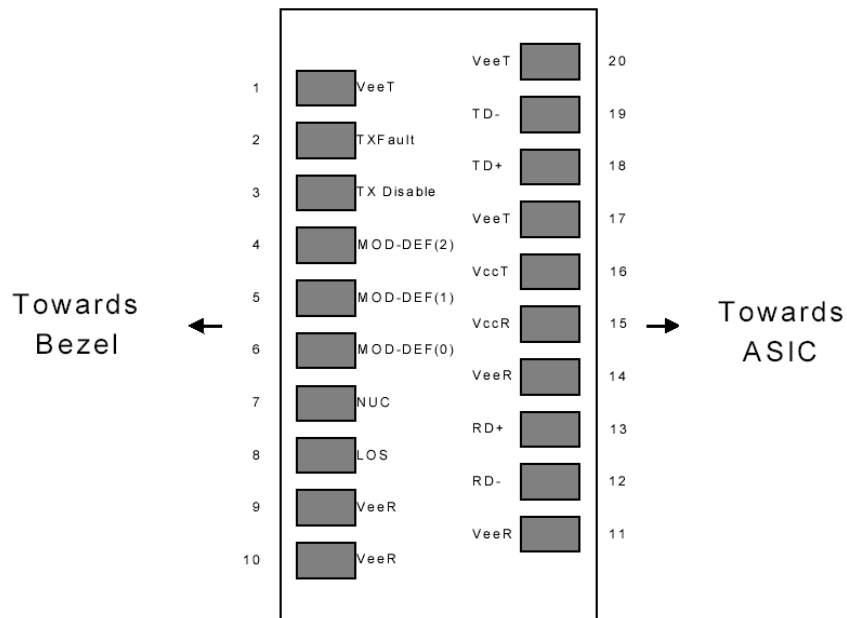 VeeT 20
1 VeeT
TD- 19
2 TXFault
TD+ 18
3 TX Disable
VeeT 17
4 MOD-DEF(2)
VccT 16
5 MOD-DEF(1)
Towards
Bezel
VccR 15
Towards
ASIC
6 MOD-DEF(0)
VeeR 14
7 NUC
RD+ 13
8 LOS
RD- 12
9 VeeR
VeeR 11
10 VeeR